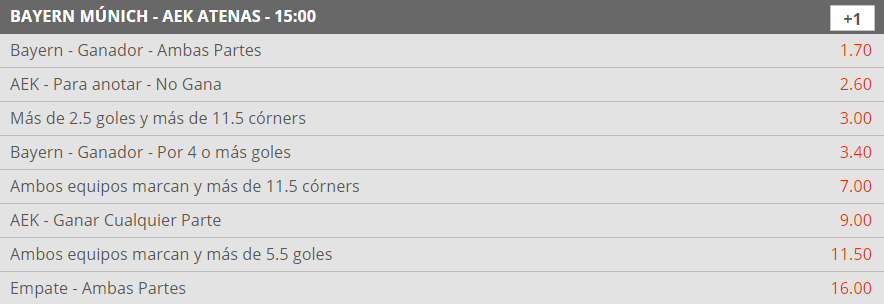 BAYERN MÚNICH - AEK ATENAS - 15:00 +1
Bayern - Ganador - Ambas Partes 1.70
AEK - Para anotar - No Gana 2.60
Más de 2.5 goles y más de 11.5 córners 3.00
Bayern - Ganador - Por 4 o más goles 3.40
Ambos equipos marcan y más de 11.5 córners 7.00
AEK - Ganar Cualquier Parte 9.00
Ambos equipos marcan y más de 5.5 goles 11.50
Empate - Ambas Partes 16.00